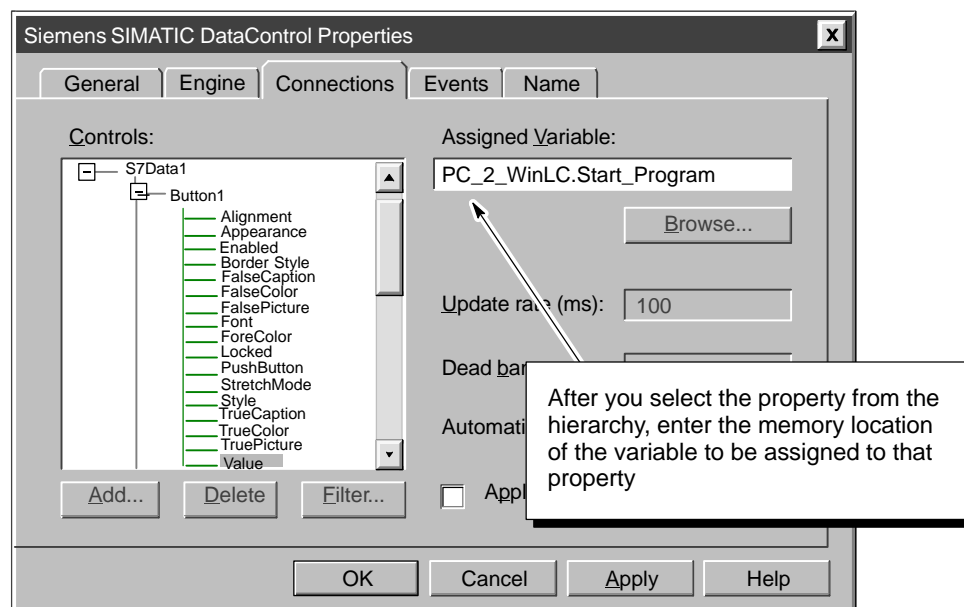 Siemens SIMATIC DataControl Properties
X
General
Engine
Connections
Events
Name
Controls:
S7Data1
Button1
Alignment
Appearance
Enabled
Border Style
FalseCaption
FalseColor
FalsePicture
Font
ForeColor
Locked
PushButton
StretchMode
Style
TrueCaption
TrueColor
TruePicture
Value
Add...
Delete
Filter...
Assigned Variable:
PC_2_WinLC.Start_Program
Browse...
Update rate (ms):
100
Dead
After you select the property from the
hierarchy, enter the memory location
of the variable to be assigned to that
property
OK
Cancel
Apply
Help